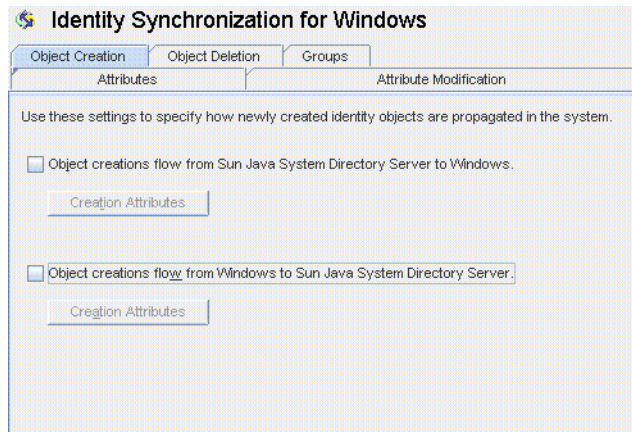 Identity Synchronization for Windows
Object Creation Object Deletion Groups
Attributes Attribute Modification
Use these settings to specify how newly created identity objects are propagated in the system.
Object creations flow from Sun Java System Directory Server to Windows.
Creation Attributes
Object creations flow from Windows to Sun Java System Directory Server.
Creation Attributes